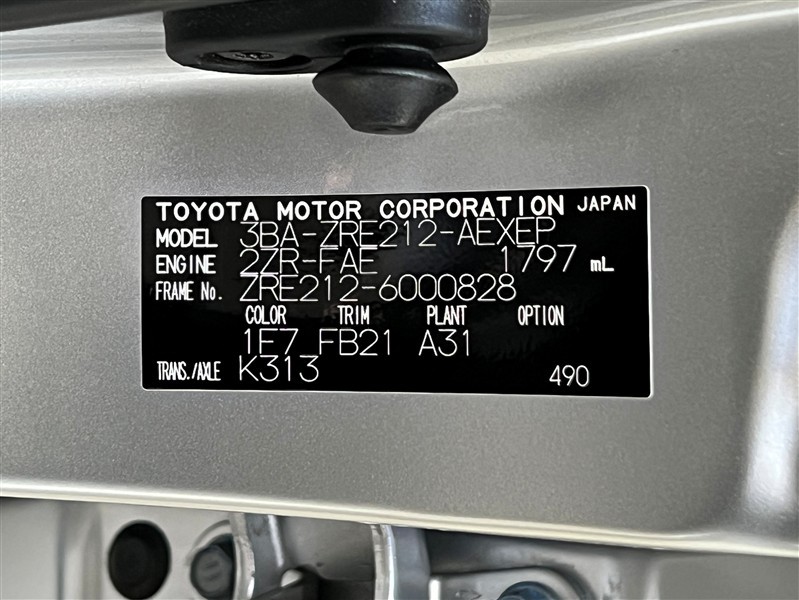 TOYOTA MOTOR CORPORATION JAPAN
MODEL 3BA-ZRE212-AEXEP
ENGINE 2ZR-FAE 1797 mL
FRAME No. ZRE212-6000828
COLOR TRIM PLANT OPTION
1F7 FB21 A31
TRANS./AXLE K313 490